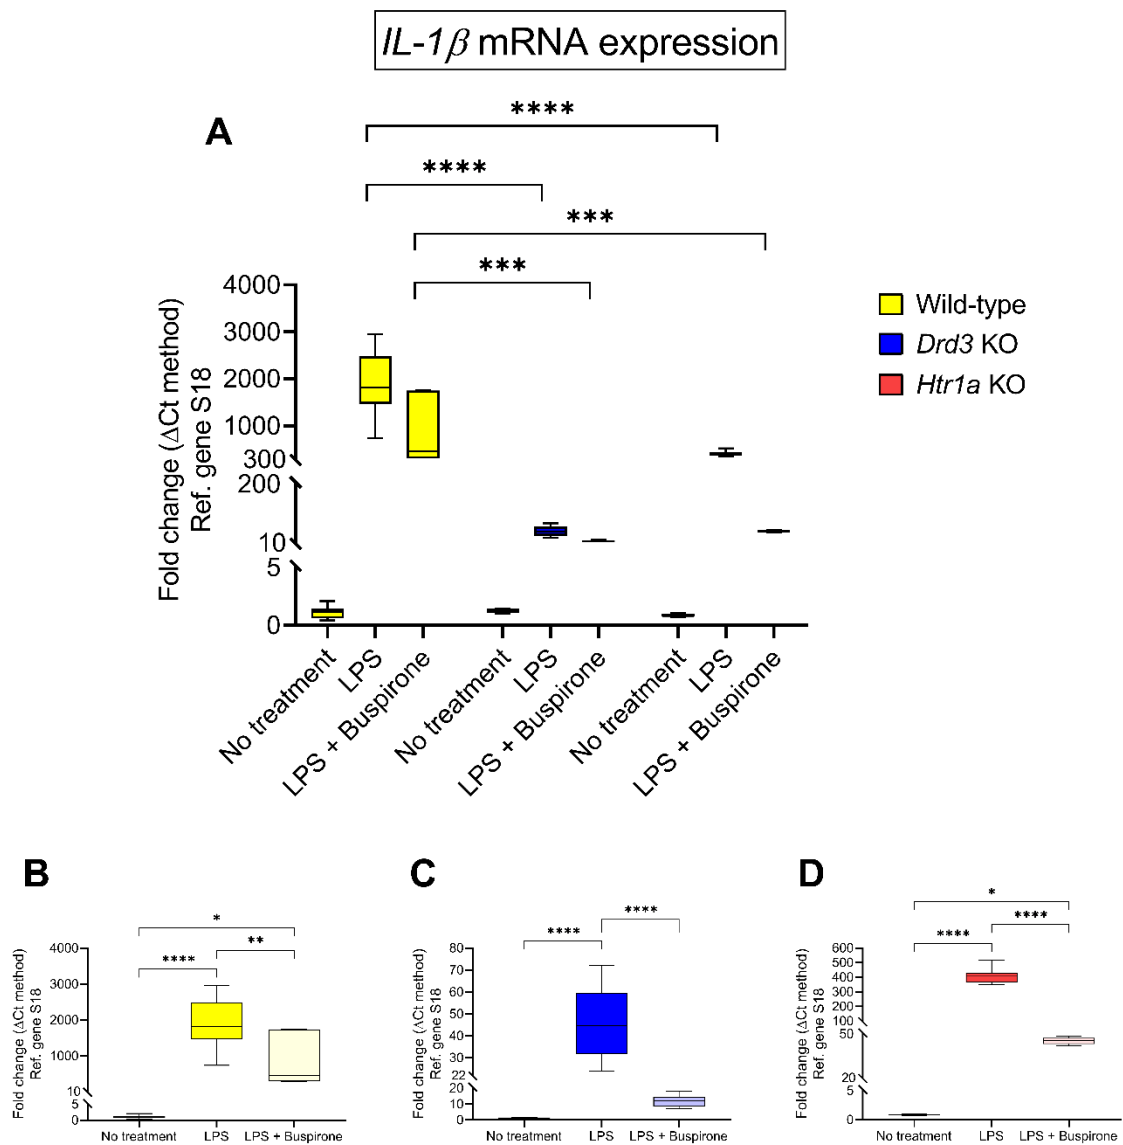 IL-1β mRNA expression
A
****
****
***
***
Fold change (ΔCt method)
Ref. gene S18
4000
3000
2000
1000
300
200
10
5
0
No treatment
LPS
LPS + Buspirone
No treatment
LPS
LPS + Buspirone
No treatment
LPS
LPS + Buspirone
Wild-type
Drd3 KO
Htr1a KO
B
*
**
****
Fold change (ΔCt method)
Ref. gene S18
4000
3000
2000
1000
10
5
0
No treatment
LPS
LPS + Buspirone
C
****
****
Fold change (ΔCt method)
Ref. gene S18
80
70
60
50
40
30
22
20
10
0
No treatment
LPS
LPS + Buspirone
D
*
****
****
Fold change (ΔCt method)
Ref. gene S18
600
500
400
300
200
100
50
20
5
0
No treatment
LPS
LPS + Buspirone